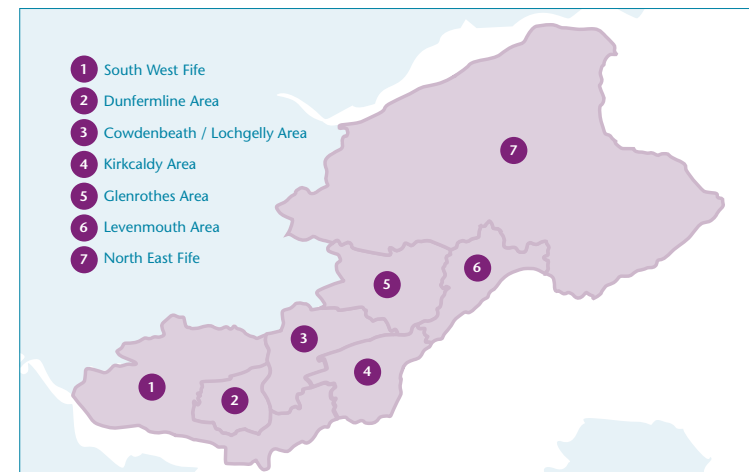 1 South West Fife
2 Dunfermline Area
3 Cowdenbeath / Lochgelly Area
4 Kirkcaldy Area
5 Glenrothes Area
6 Levenmouth Area
7 North East Fife
7
6
5
3
4
1
2